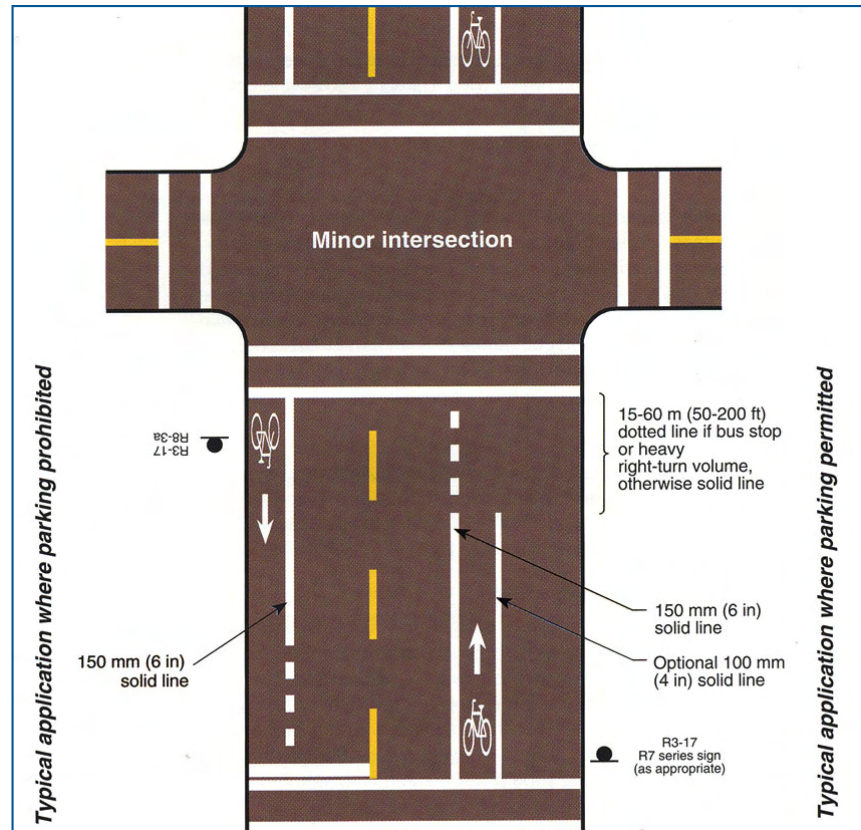 Minor intersection
Typical application where parking prohibited
R3-17
R8-3a
150 mm (6 in)
solid line
15-60 m (50-200 ft)
dotted line if bus stop
or heavy
right-turn volume,
otherwise solid line
150 mm (6 in)
solid line
Optional 100 mm
(4 in) solid line
R3-17
R7 series sign
(as appropriate)
Typical application where parking permitted